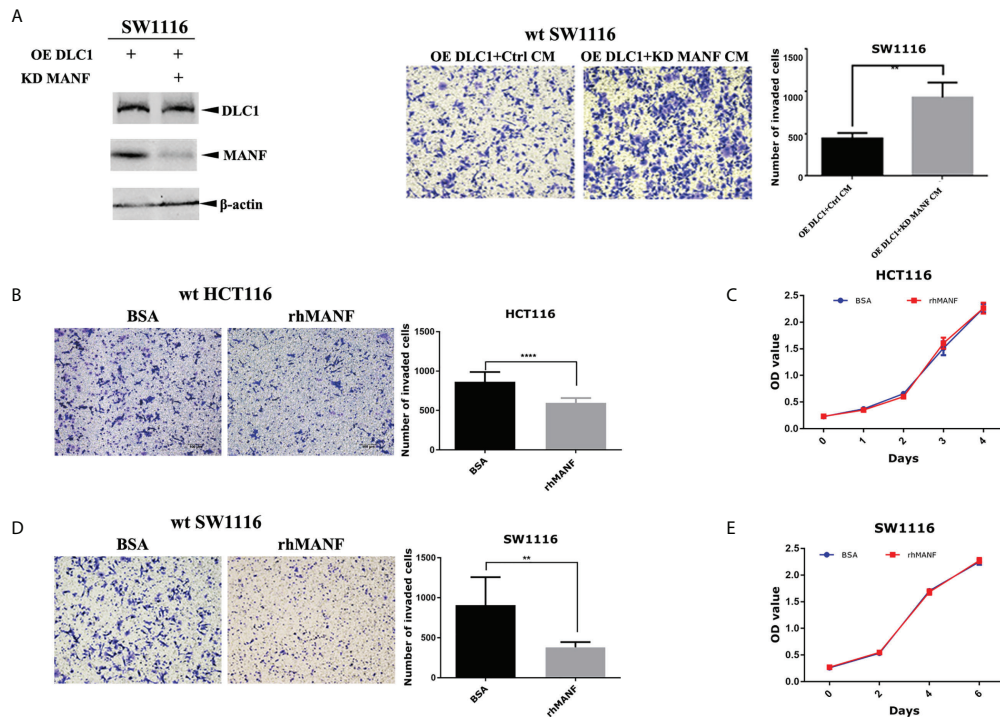 A
SW1116
OE DLC1 + +
KD MANF +
DLC1
MANF
β-actin
wt SW1116
OE DLC1+Ctrl CM OE DLC1+KD MANF CM
SW1116
**
Number of invaded cells
1000
500
0
OE DLC1+Ctrl CM
OE DLC1+KD MANF CM
B
wt HCT116
BSA rhMANF
HCT116
****
Number of invaded cells
1500
1000
500
0
BSA
rhMANF
C
HCT116
BSA rhMANF
OD value
2.5
2.0
1.5
1.0
0.5
0.0
0 1 2 3 4
Days
D
wt SW1116
BSA rhMANF
SW1116
**
Number of invaded cells
1500
1000
500
0
BSA
rhMANF
E
SW1116
BSA rhMANF
OD value
2.5
2.0
1.5
1.0
0.5
0.0
0 2 4 6
Days